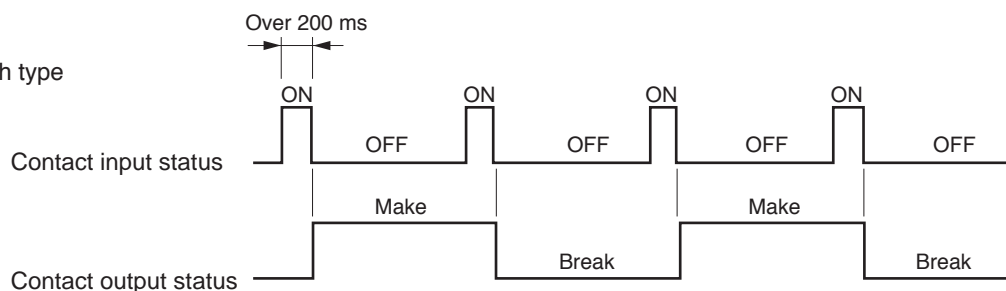 Over 200 ms
h type
ON ON ON ON
OFF OFF OFF OFF
Contact input status
Make Make
Break Break
Contact output status